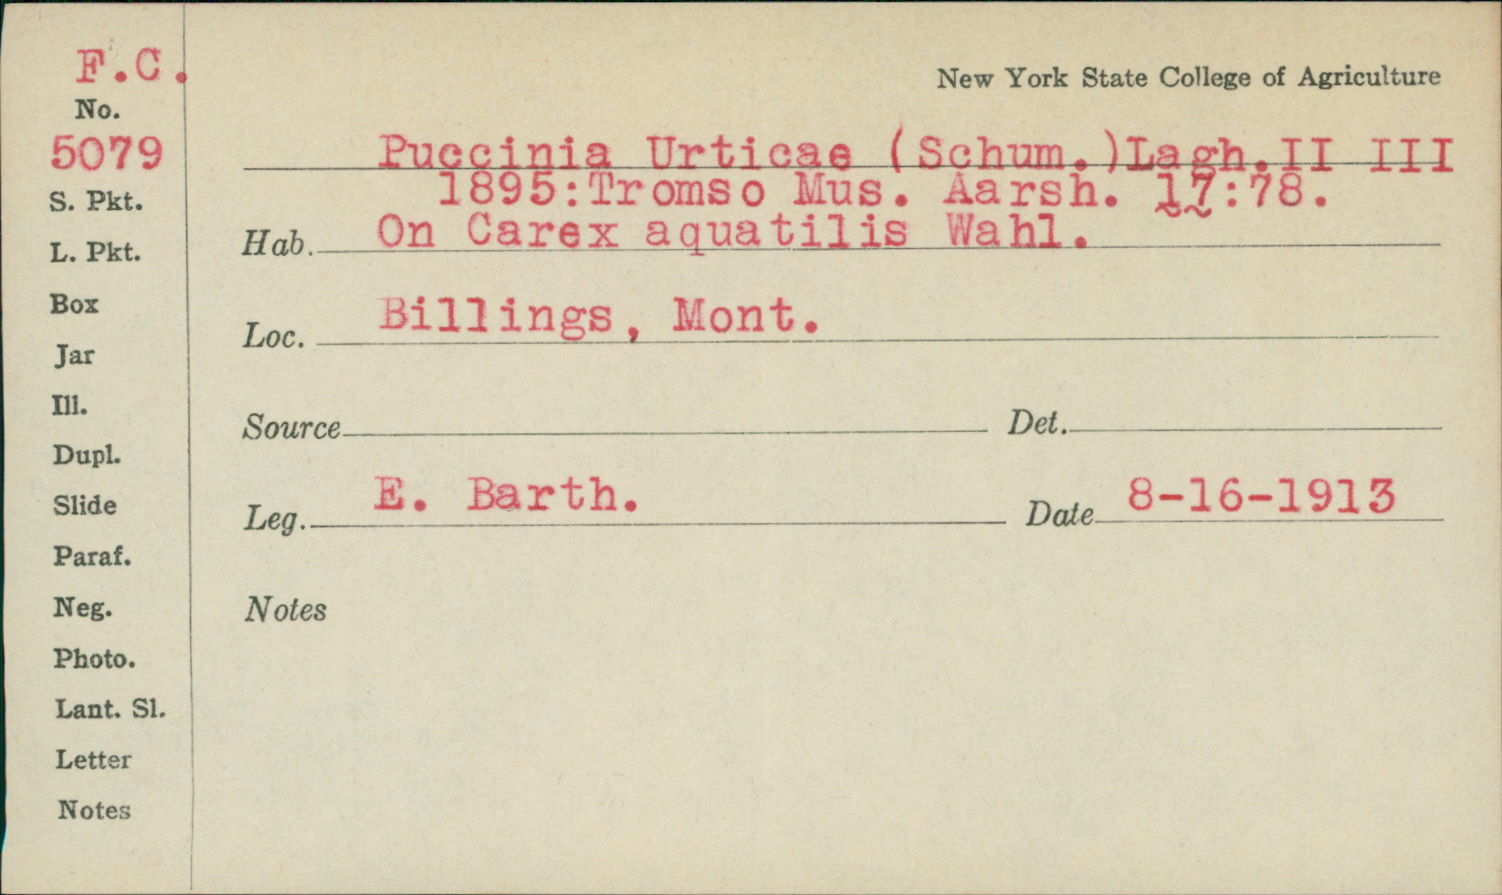 F.C.
No.
5079
S. Pkt.
L. Pkt.
Box
Jar
Ill.
Dupl.
Slide
Paraf.
Neg.
Photo.
Lant. Sl.
Letter
Notes
New York State College of Agriculture
Puccinia Urticae (Schum.)Lagh.II III
1895:Tromso Mus. Aarsh. 17:78.
Hab. On Carex aquatilis Wahl.
Loc. Billings, Mont.
Source Det.
Leg. E. Barth. Date 8-16-1913
Notes